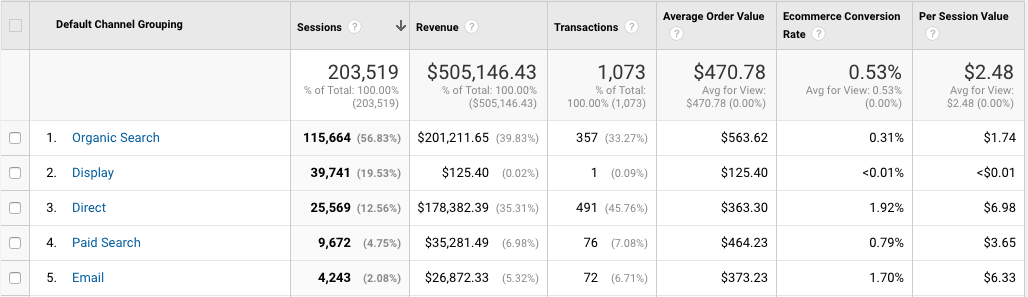 Default Channel Grouping Sessions ? Revenue ? Transactions ? Average Order Value ? Ecommerce Conversion Rate ? Per Session Value ?
203,519 $505,146.43 1,073 $470.78 0.53% $2.48
% of Total: 100.00% (203,519) % of Total: 100.00% ($505,146.43) % of Total: 100.00% (1,073) Avg for View: $470.78 (0.00%) Avg for View: 0.53% (0.00%) Avg for View: $2.48 (0.00%)
1. Organic Search 115,664 (56.83%) $201,211.65 (39.83%) 357 (33.27%) $563.62 0.31% $1.74
2. Display 39,741 (19.53%) $125.40 (0.02%) 1 (0.09%) $125.40 <0.01% <$0.01
3. Direct 25,569 (12.56%) $178,382.39 (35.31%) 491 (45.76%) $363.30 1.92% $6.98
4. Paid Search 9,672 (4.75%) $35,281.49 (6.98%) 76 (7.08%) $464.23 0.79% $3.65
5. Email 4,243 (2.08%) $26,872.33 (5.32%) 72 (6.71%) $373.23 1.70% $6.33